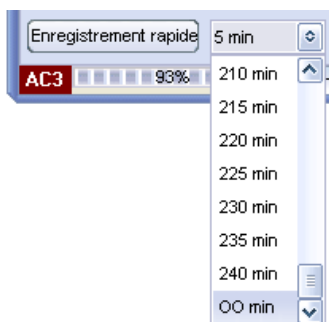 Enregistrement rapide 5 min
AC3 93%
210 min
215 min
220 min
225 min
230 min
235 min
240 min
OO min